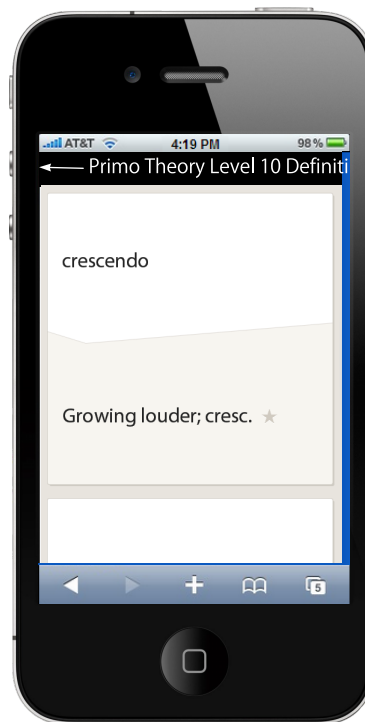 AT&T 4:19 PM 98%
Primo Theory Level 10 Definiti
crescendo
Growing louder; cresc.
5